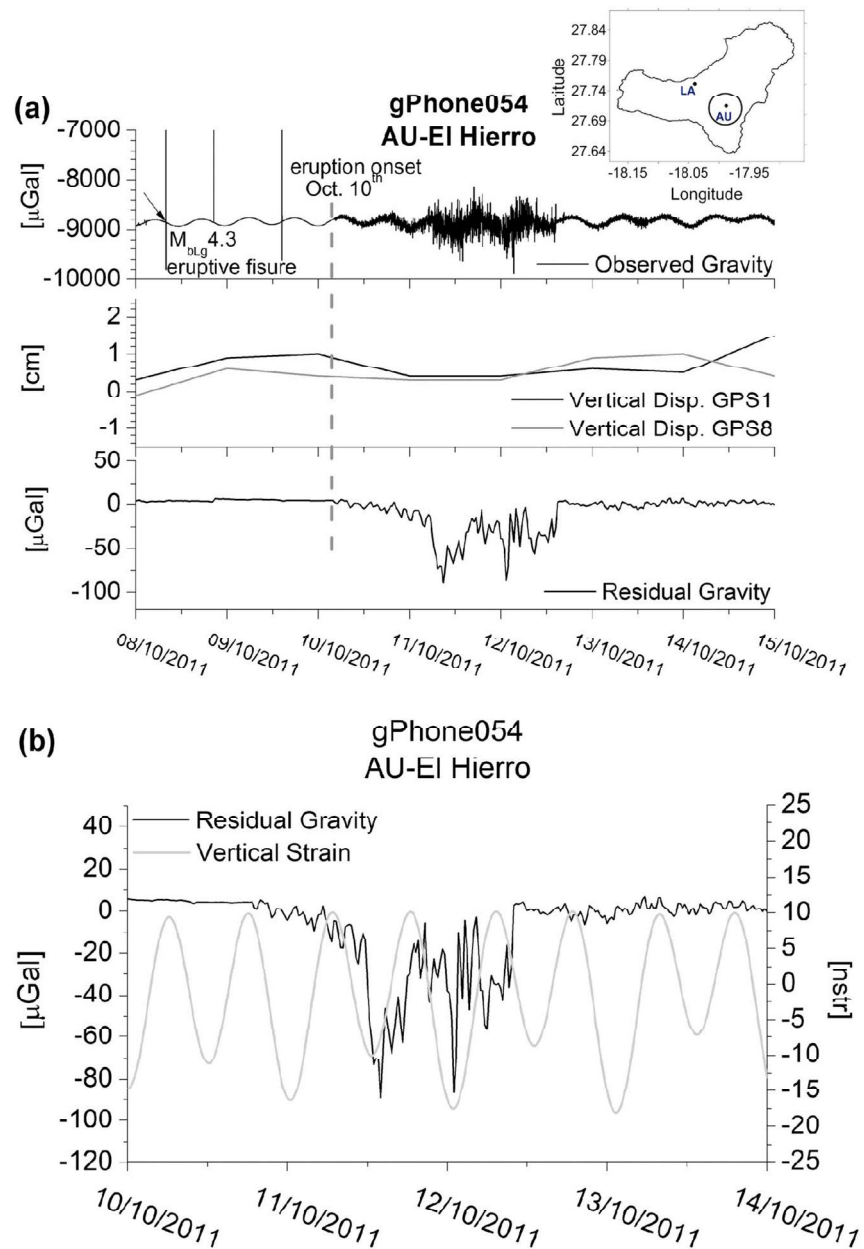 (a)
gPhone054
AU-El Hierro
27.84
27.79
27.74
27.69
27.64
Latitude
LA
AU
-18.15
-18.05
-17.95
Longitude
-7000
-8000
-9000
-10000
[µGal]
eruption onset
Oct. 10th
MbLg 4.3
eruptive fisure
Observed Gravity
2
1
0
-1
[cm]
Vertical Disp. GPS1
Vertical Disp. GPS8
50
0
-50
-100
[µGal]
Residual Gravity
08/10/2011
09/10/2011
10/10/2011
11/10/2011
12/10/2011
13/10/2011
14/10/2011
15/10/2011
(b)
gPhone054
AU-El Hierro
Residual Gravity
Vertical Strain
40
20
0
-20
-40
-60
-80
-100
-120
[µGal]
25
20
15
10
5
0
-5
-10
-15
-20
-25
[nstr]
10/10/2011
11/10/2011
12/10/2011
13/10/2011
14/10/2011